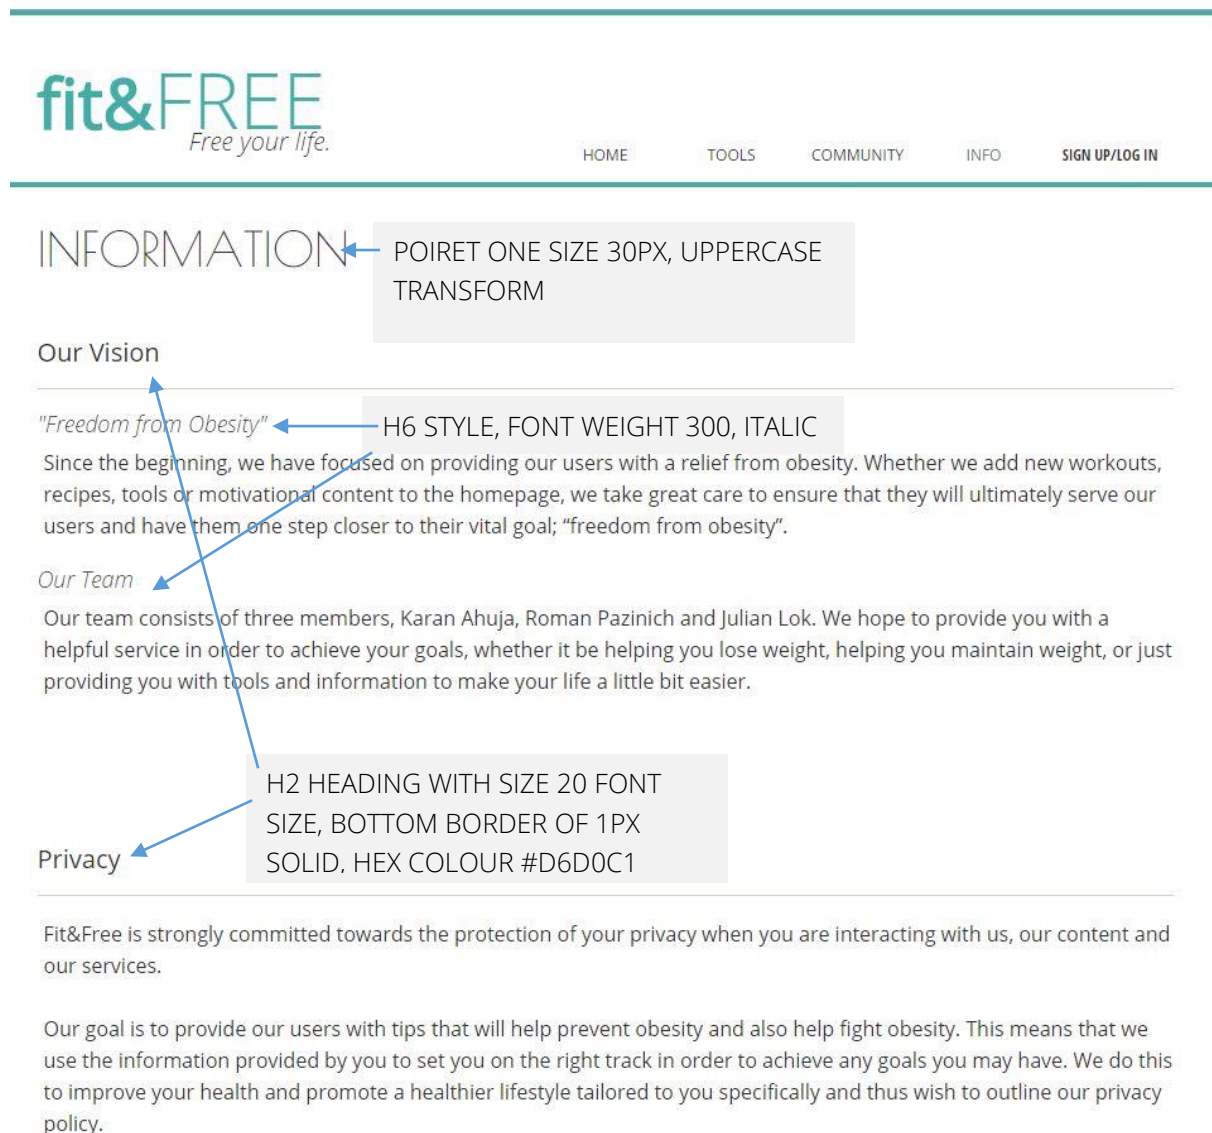 fit&FREE
Free your life.
HOME TOOLS COMMUNITY INFO SIGN UP/LOG IN
INFORMATION
POIRET ONE SIZE 30PX, UPPERCASE
TRANSFORM
Our Vision
"Freedom from Obesity"
H6 STYLE, FONT WEIGHT 300, ITALIC
Since the beginning, we have focused on providing our users with a relief from obesity. Whether we add new workouts,
recipes, tools or motivational content to the homepage, we take great care to ensure that they will ultimately serve our
users and have them one step closer to their vital goal; “freedom from obesity”.
Our Team
Our team consists of three members, Karan Ahuja, Roman Pazinich and Julian Lok. We hope to provide you with a
helpful service in order to achieve your goals, whether it be helping you lose weight, helping you maintain weight, or just
providing you with tools and information to make your life a little bit easier.
H2 HEADING WITH SIZE 20 FONT
SIZE, BOTTOM BORDER OF 1PX
SOLID, HEX COLOUR #D6D0C1
Privacy
Fit&Free is strongly committed towards the protection of your privacy when you are interacting with us, our content and
our services.
Our goal is to provide our users with tips that will help prevent obesity and also help fight obesity. This means that we
use the information provided by you to set you on the right track in order to achieve any goals you may have. We do this
to improve your health and promote a healthier lifestyle tailored to you specifically and thus wish to outline our privacy
policy.